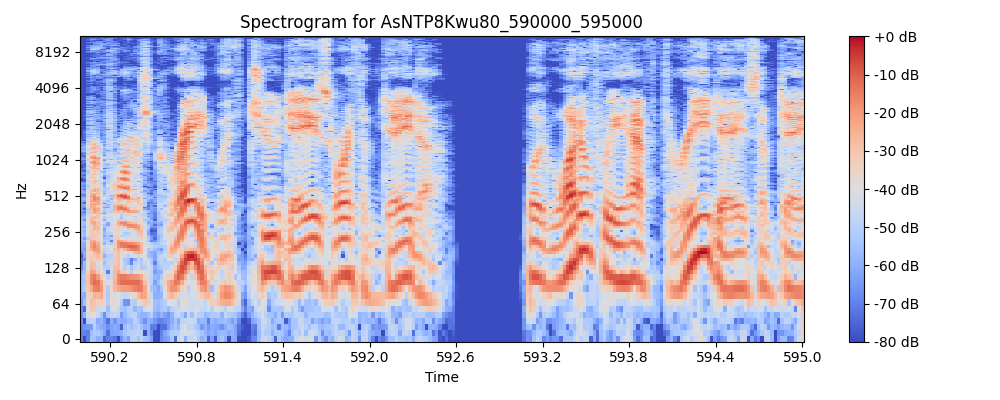 Spectrogram for AsNTP8Kwu80_590000_595000
Hz
8192
4096
2048
1024
512
256
128
64
0
590.2 590.8 591.4 592.0 592.6 593.2 593.8 594.4 595.0
Time
+0 dB
-10 dB
-20 dB
-30 dB
-40 dB
-50 dB
-60 dB
-70 dB
-80 dB